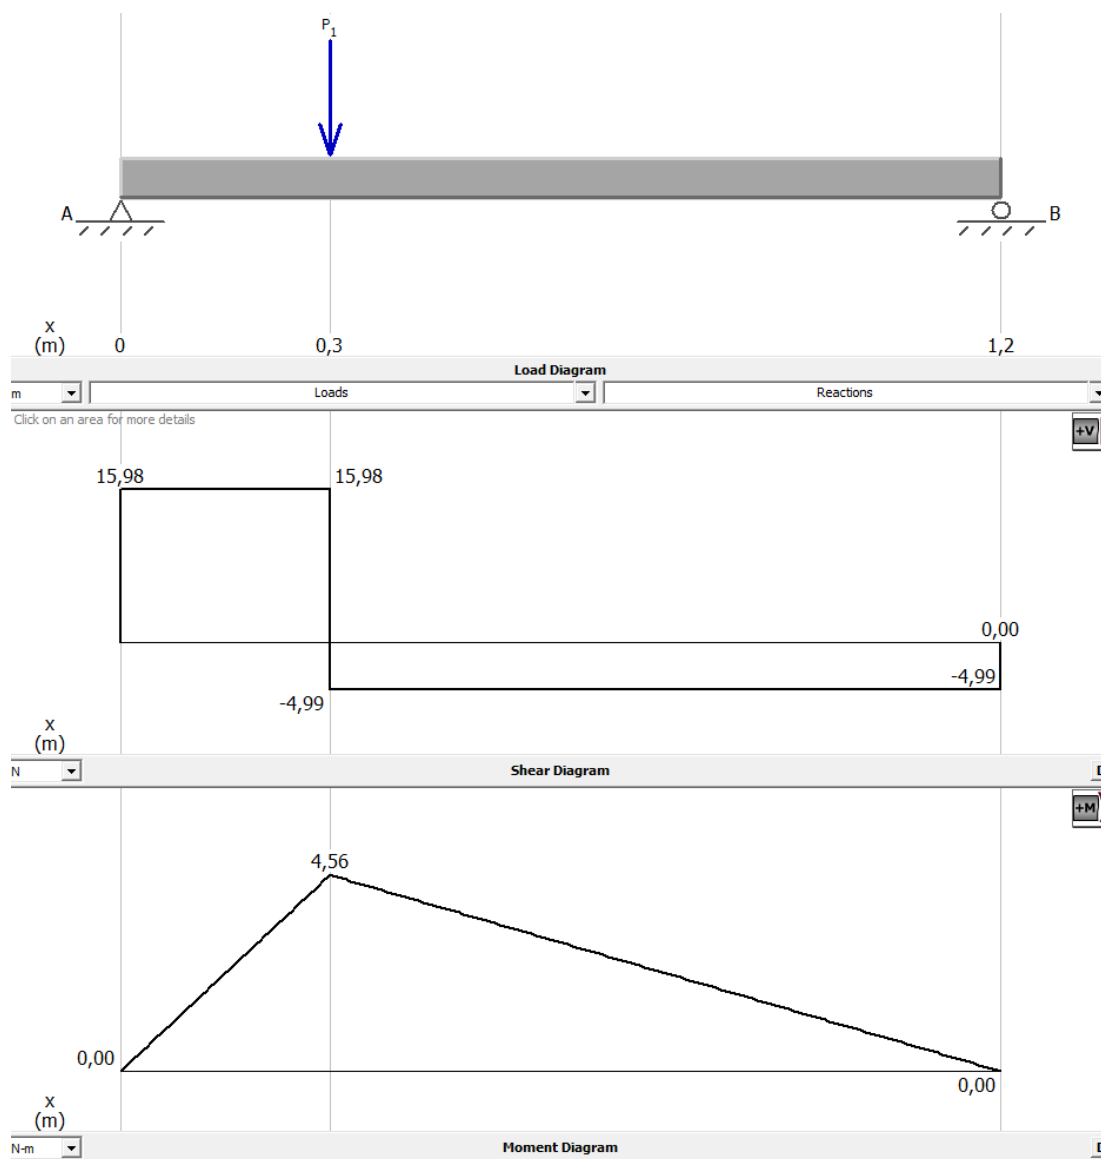 P1
A
B
x
(m)
0
0,3
1,2
Load Diagram
m
Loads
Reactions
Click on an area for more details
+V
15,98
15,98
0,00
-4,99
-4,99
x
(m)
N
Shear Diagram
+M
4,56
0,00
0,00
x
(m)
N-m
Moment Diagram